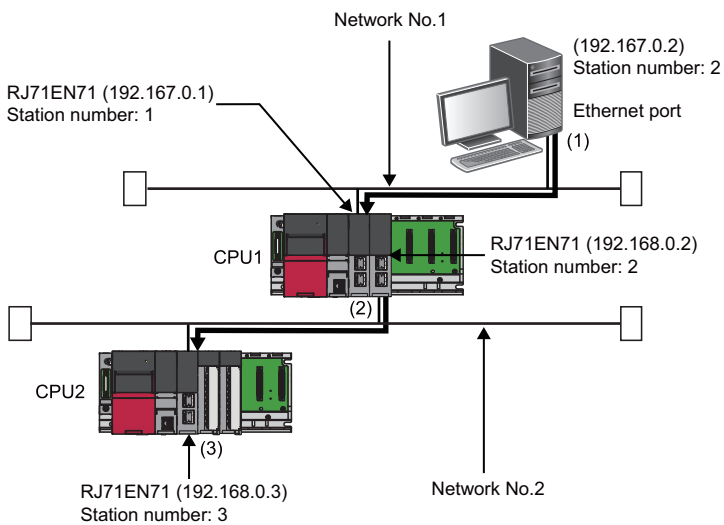 Network No.1
(192.167.0.2)
Station number: 2
Ethernet port
(1)
RJ71EN71 (192.167.0.1)
Station number: 1
CPU1
RJ71EN71 (192.168.0.2)
Station number: 2
(2)
CPU2
(3)
RJ71EN71 (192.168.0.3)
Station number: 3
Network No.2